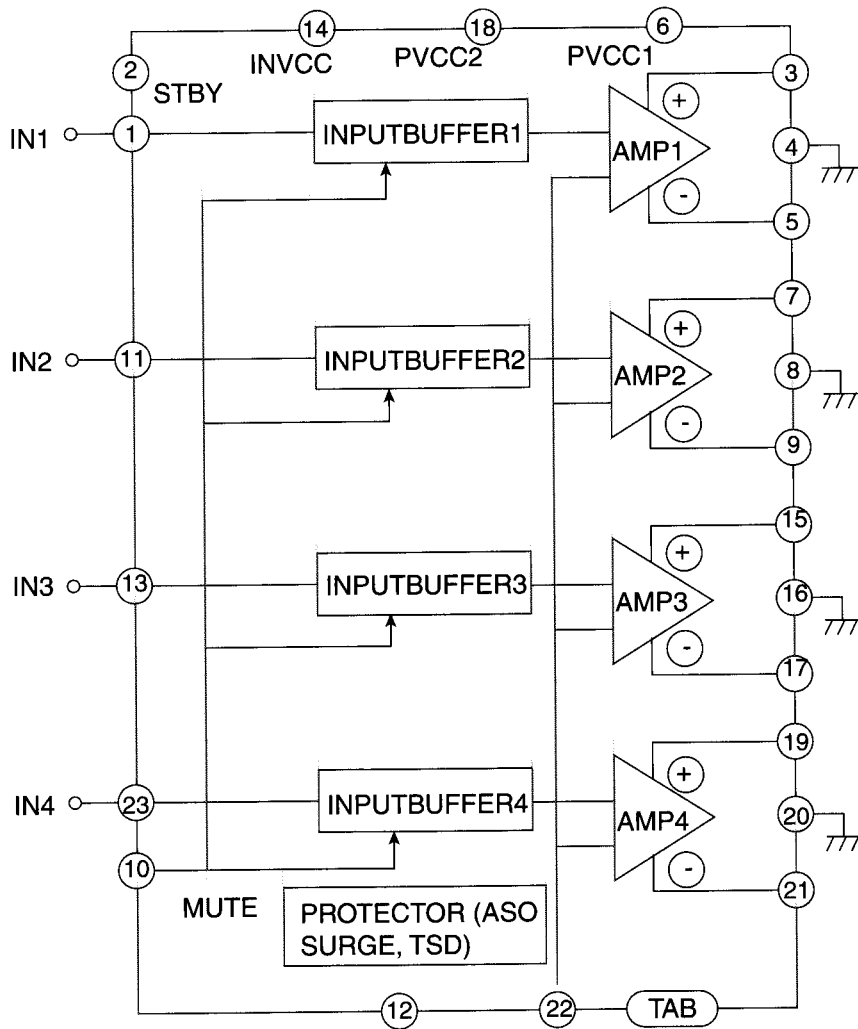 14
18
6
2
INVCC
PVCC2
PVCC1
3
STBY
+
IN1
1
INPUTBUFFER1
AMP1
4
-
5
7
+
IN2
11
INPUTBUFFER2
AMP2
8
-
9
15
+
IN3
13
INPUTBUFFER3
AMP3
16
-
17
19
+
IN4
23
INPUTBUFFER4
AMP4
20
10
-
21
MUTE
PROTECTOR (ASO
SURGE, TSD)
12
22
TAB